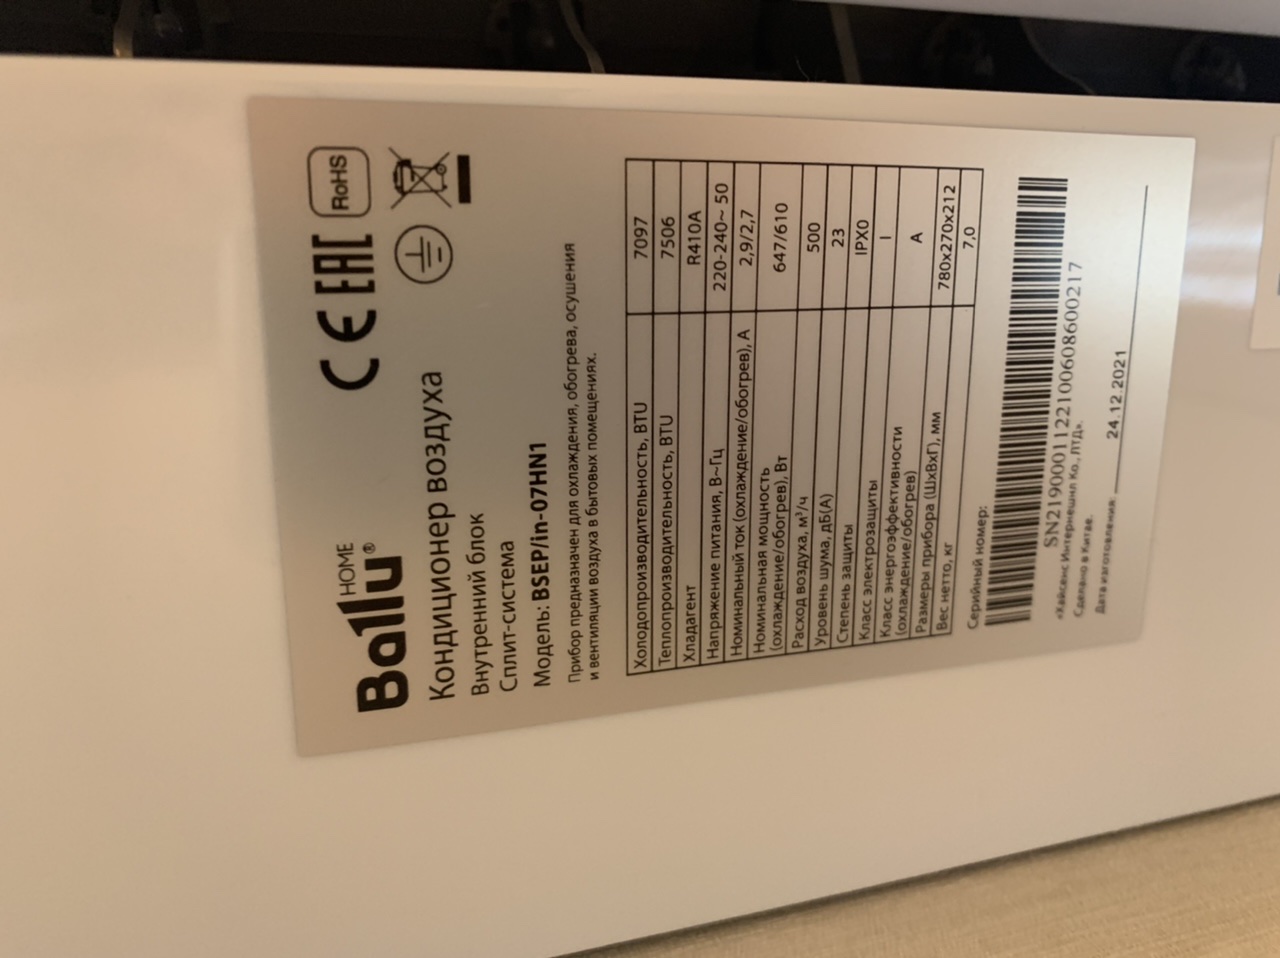 Ballu® HOME
CE EAC RoHS
Кондиционер воздуха
Внутренний блок
Сплит-система
Модель: BSEP/in-07HN1
Прибор предназначен для охлаждения, обогрева, осушения
и вентиляции воздуха в бытовых помещениях.
Холодопроизводительность, BTU 7097
Теплопроизводительность, BTU 7506
Хладагент R410A
Напряжение питания, В~Гц 220-240~ 50
Номинальный ток (охлаждение/обогрев), А 2,9/2,7
Номинальная мощность
(охлаждение/обогрев), Вт 647/610
Расход воздуха, м³/ч 500
Уровень шума, дБ(А) 23
Степень защиты IPX0
Класс электрозащиты I
Класс энергоэффективности
(охлаждение/обогрев) A
Размеры прибора (ШхВхГ), мм 780x270x212
Вес нетто, кг 7,0
Серийный номер:
SN21900011221006086002​17
«Хайсенс Интернешнл Ко., ЛТД».
Сделано в Китае.
Дата изготовления: 24.12.2021